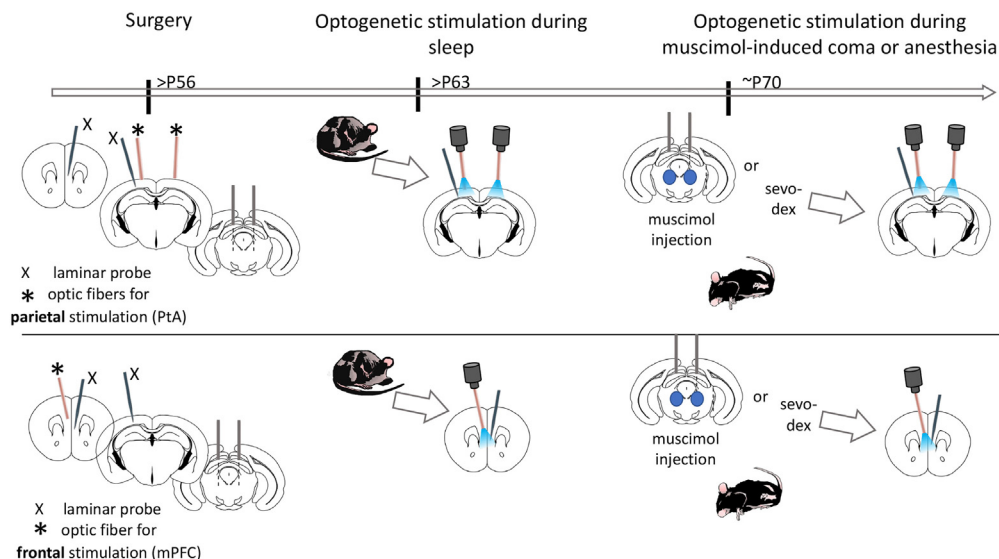 Surgery
Optogenetic stimulation during
sleep
Optogenetic stimulation during
muscimol-induced coma or anesthesia
>P56
>P63
~P70
X
X
*
*
or
sevo-
dex
muscimol
injection
X laminar probe
* optic fibers for
parietal stimulation (PtA)
*
X
X
or
sevo-
dex
muscimol
injection
X laminar probe
* optic fiber for
frontal stimulation (mPFC)